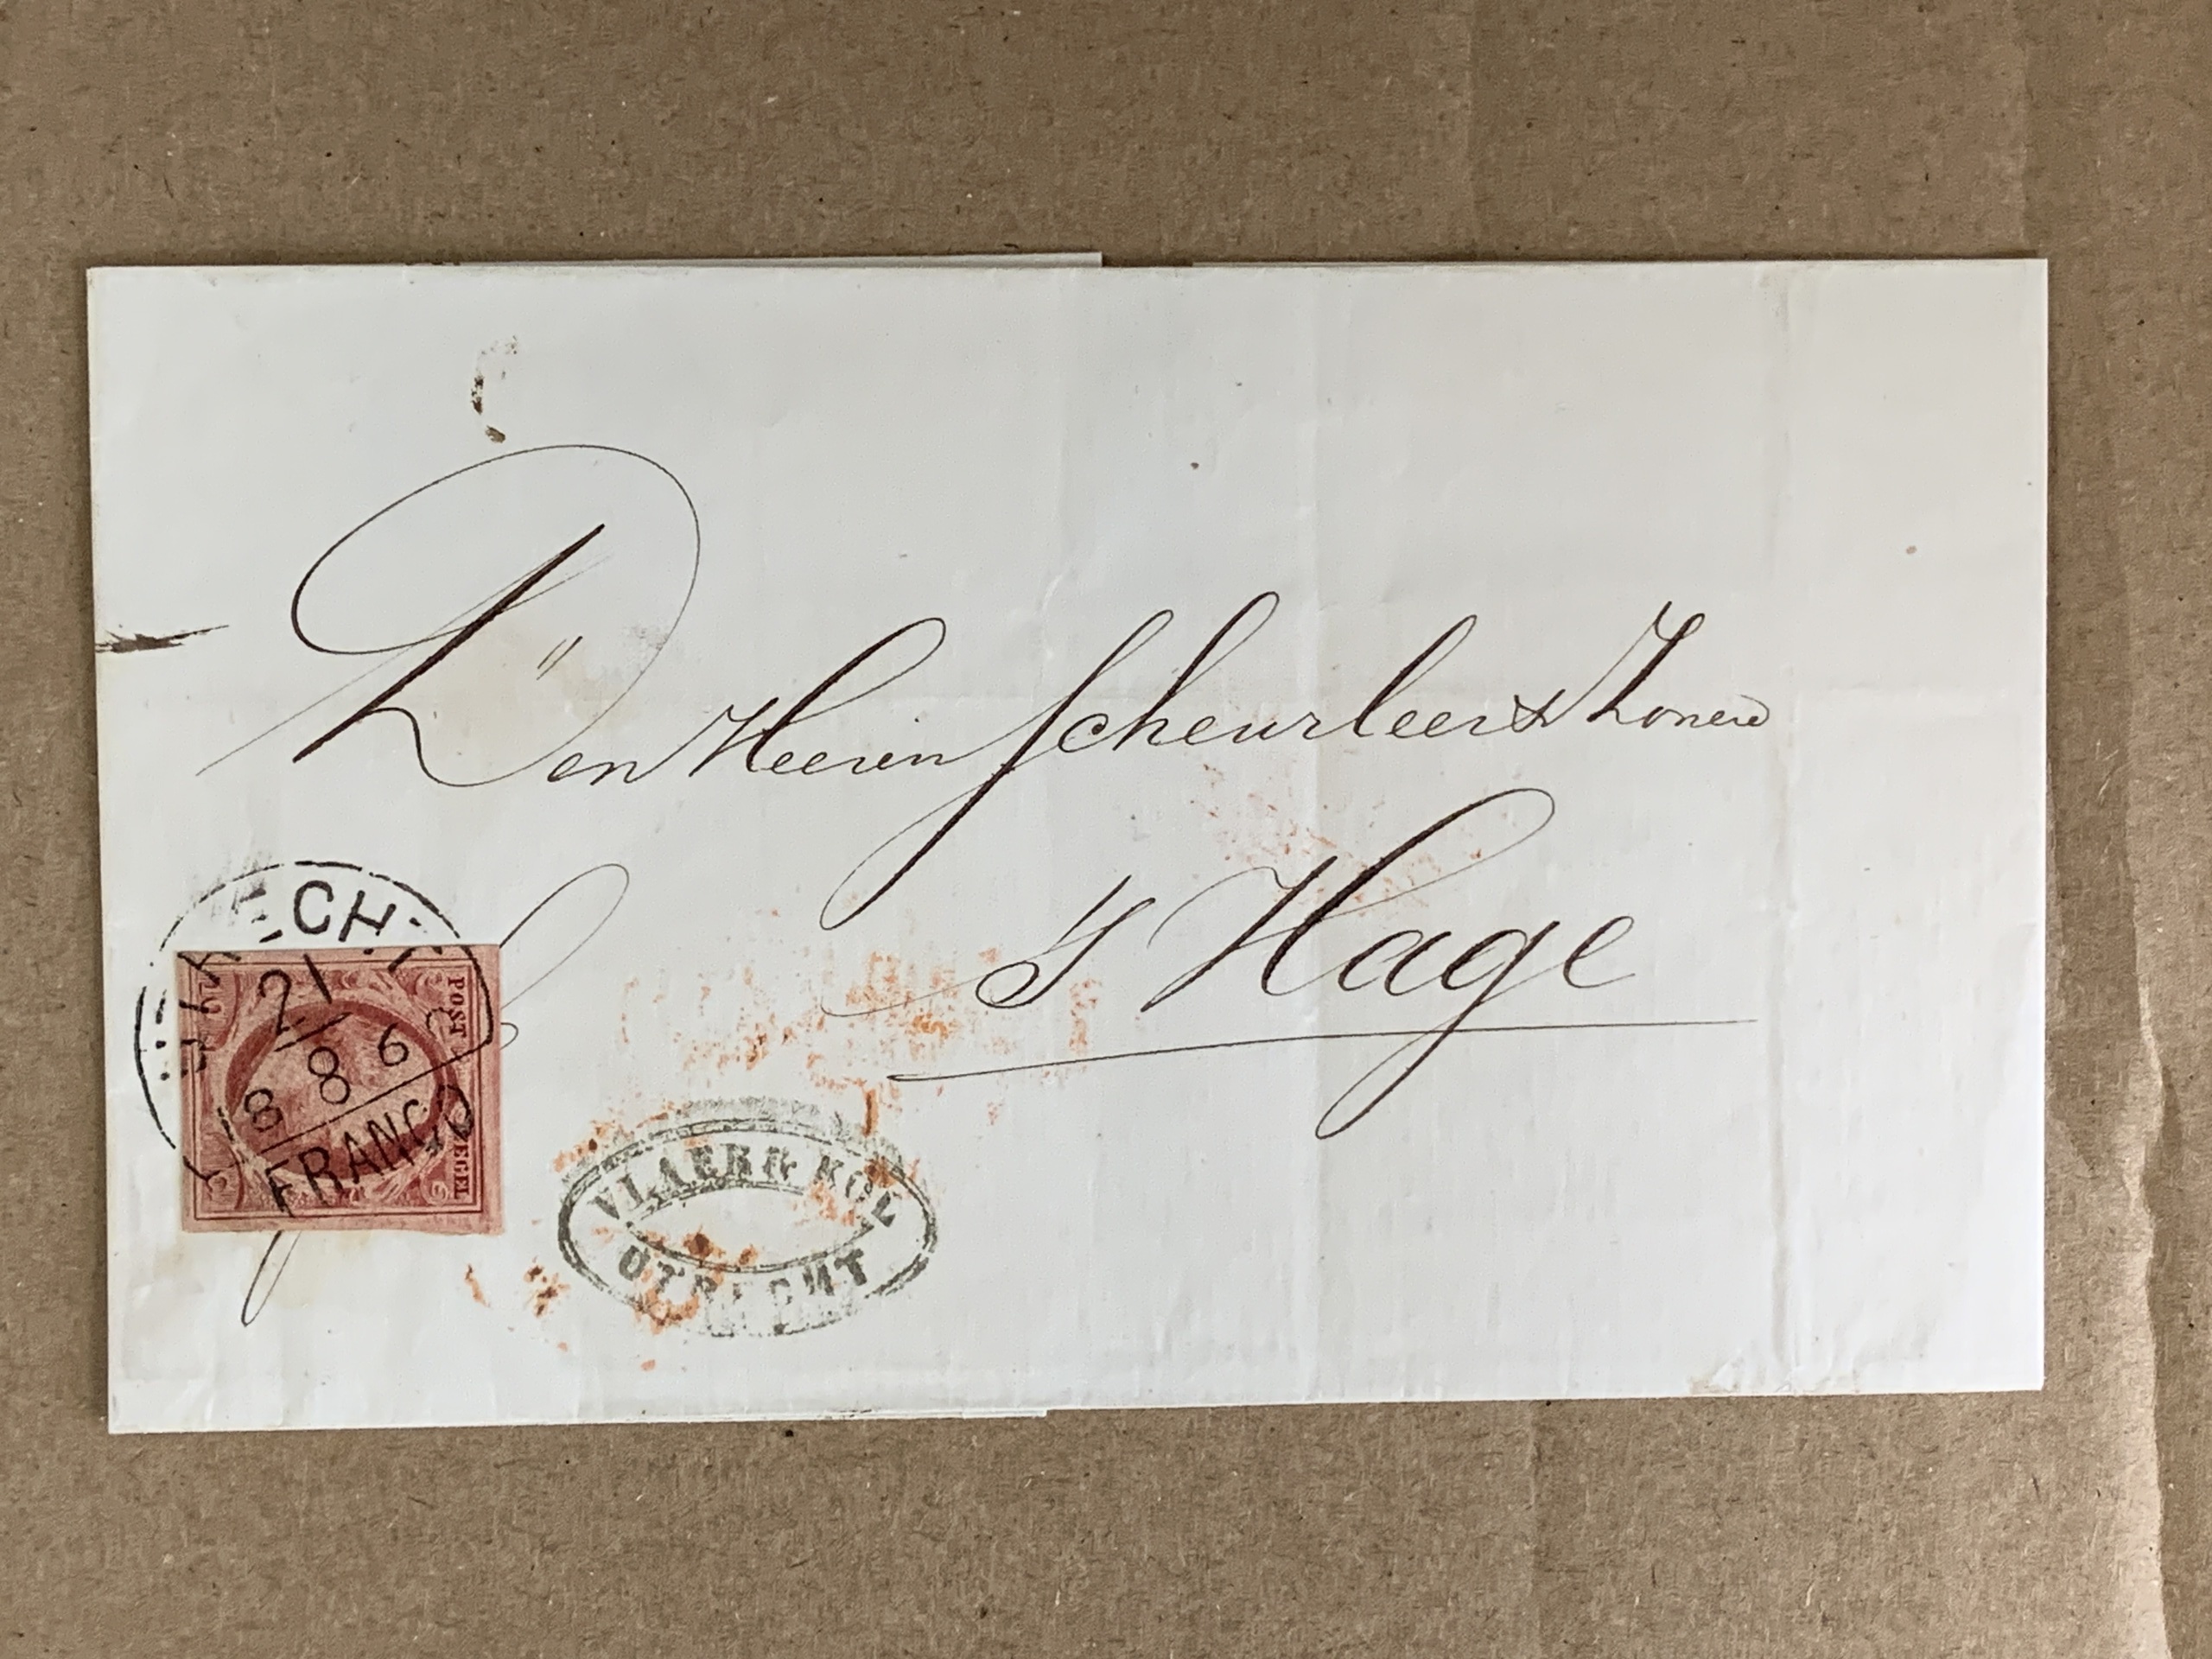 Den Heeren Scheurleer & Zonen
's Hage
UTRECHT
21
8 8 6
FRANCO
POST ZEGEL
VLAER & KOL
UTRECHT